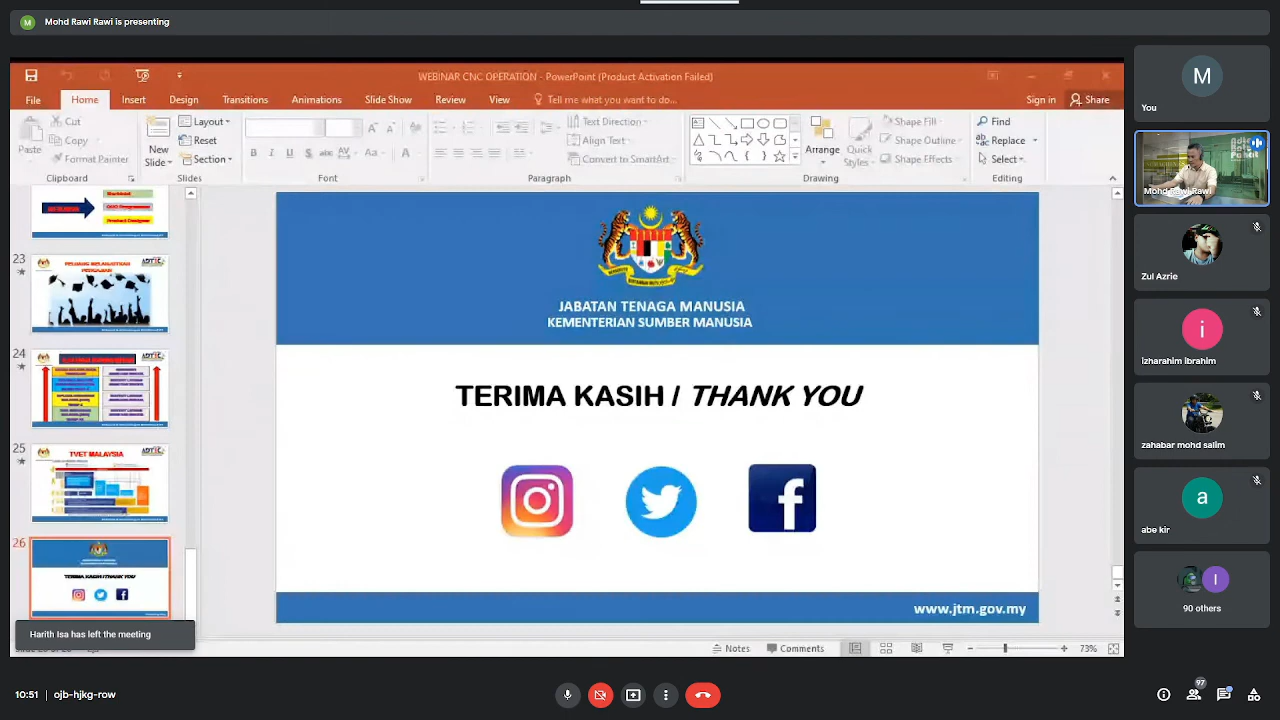 Mohd Rawi Rawi is presenting
WEBINAR CNC OPERATION - PowerPoint (Product Activation Failed)
File Home Insert Design Transitions Animations Slide Show Review View Tell me what you want to do... Sign in Share
Cut
Copy
Format Painter
Paste
Clipboard
New Slide
Layout
Reset
Section
Slides
Font
Text Direction
Align Text
Convert to SmartArt
Paragraph
Arrange
Quick Styles
Shape Fill
Shape Outline
Shape Effects
Drawing
Find
Replace
Select
Editing
23
24
25
TVET MALAYSIA
26
TERIMA KASIH /THANK YOU
JABATAN TENAGA MANUSIA
KEMENTERIAN SUMBER MANUSIA
TERIMA KASIH / THANK YOU
www.jtm.gov.my
Harith Isa has left the meeting
Notes Comments 73%
M
You
Mohd Rawi Rawi
Zul Azrie
i
izharahim ibrahim
zahabar mohd salim
a
abe kir
I
90 others
10:51 | ojb-hjkg-row
97